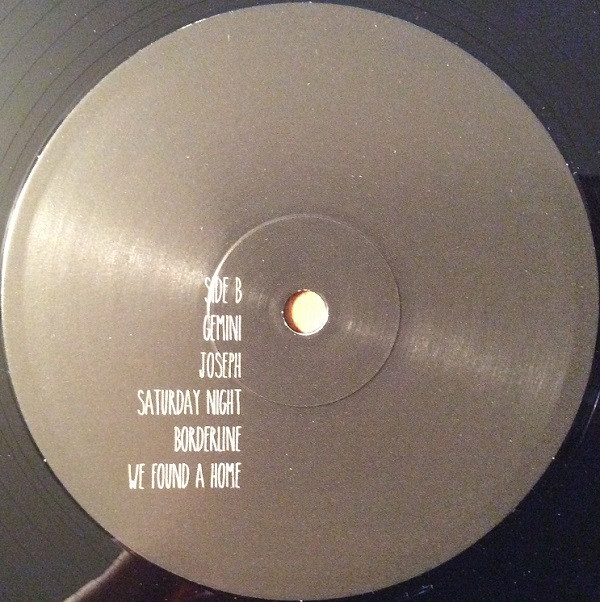 SIDE B
GEMINI
JOSEPH
SATURDAY NIGHT
BORDERLINE
WE FOUND A HOME